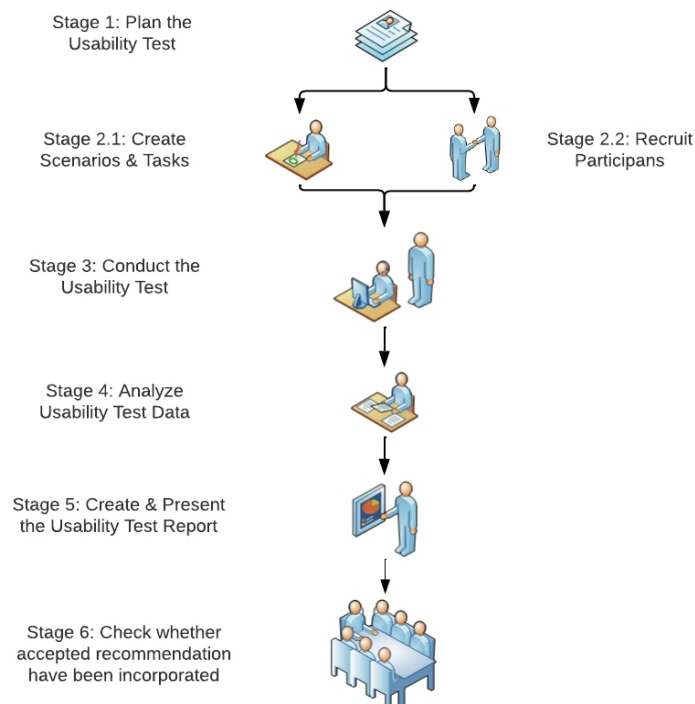 Stage 1: Plan the
Usability Test
Stage 2.1: Create
Scenarios & Tasks
Stage 2.2: Recruit
Participans
Stage 3: Conduct the
Usability Test
Stage 4: Analyze
Usability Test Data
Stage 5: Create & Present
the Usability Test Report
Stage 6: Check whether
accepted recommendation
have been incorporated